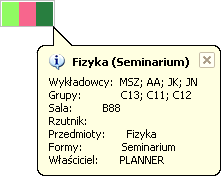 Fizyka (Seminarium)
Wykładowcy: MSZ; AA; JK; JN
Grupy: C13; C11; C12
Sala: B88
Rzutnik:
Przedmioty: Fizyka
Formy: Seminarium
Właściciel: PLANNER